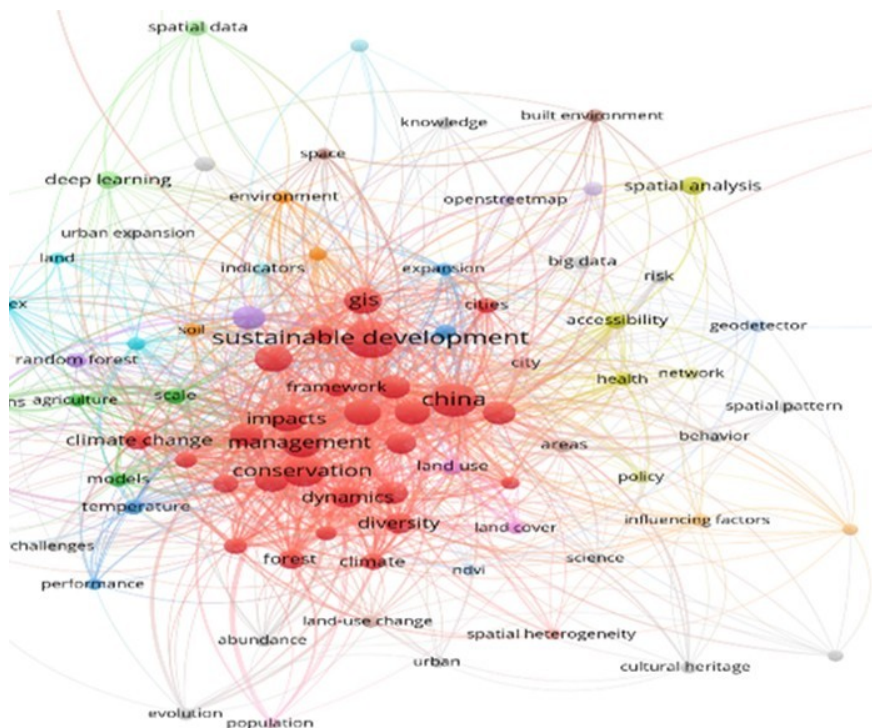 spatial data
built environment
knowledge
space
deep learning
spatial analysis
environment
openstreetmap
urban expansion
land
big data
indicators
expansion
risk
ex
gis
cities
accessibility
geodetector
soil
sustainable development
random forest
city
framework
health
network
ns
agriculture
scale
china
spatial pattern
impacts
climate change
management
areas
behavior
conservation
land use
models
policy
dynamics
temperature
diversity
land cover
influencing factors
challenges
forest
climate
ndvi
science
performance
land-use change
abundance
spatial heterogeneity
urban
cultural heritage
evolution
population